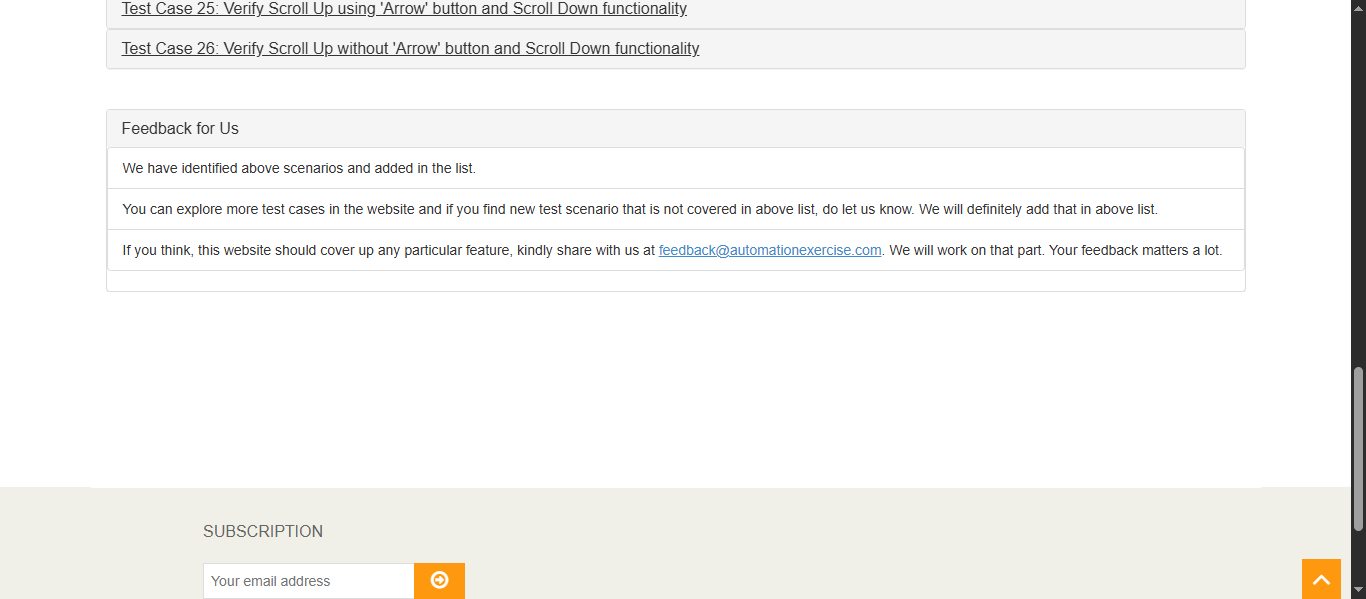 Test Case 25: Verify Scroll Up using 'Arrow' button and Scroll Down functionality
Test Case 26: Verify Scroll Up without 'Arrow' button and Scroll Down functionality
Feedback for Us
We have identified above scenarios and added in the list.
You can explore more test cases in the website and if you find new test scenario that is not covered in above list, do let us know. We will definitely add that in above list.
If you think, this website should cover up any particular feature, kindly share with us at feedback@automationexercise.com. We will work on that part. Your feedback matters a lot.
SUBSCRIPTION
Your email address